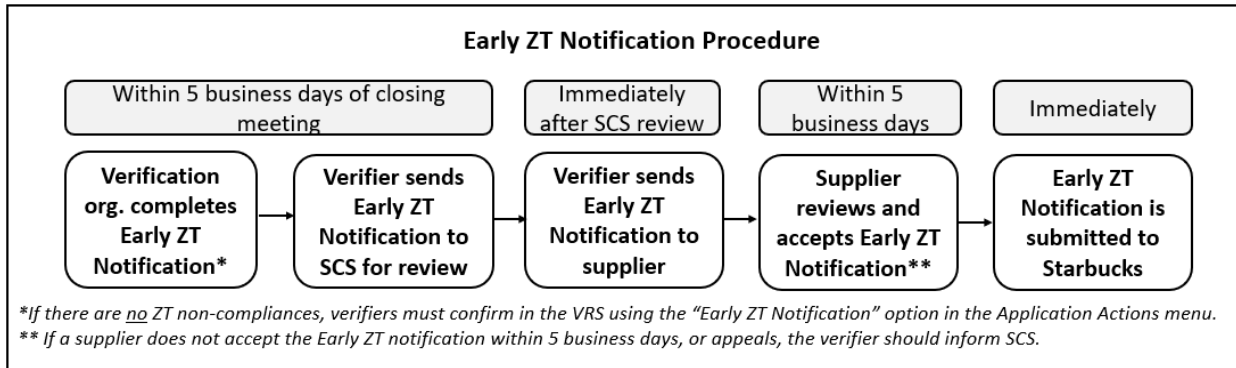 Early ZT Notification Procedure
Within 5 business days of closing
meeting
Immediately
after SCS review
Within 5
business days
Immediately
Verification
org. completes
Early ZT
Notification*
Verifier sends
Early ZT
Notification to
SCS for review
Verifier sends
Early ZT
Notification to
supplier
Supplier
reviews and
accepts Early ZT
Notification**
Early ZT
Notification is
submitted to
Starbucks
*If there are no ZT non-compliances, verifiers must confirm in the VRS using the “Early ZT Notification” option in the Application Actions menu.
** If a supplier does not accept the Early ZT notification within 5 business days, or appeals, the verifier should inform SCS.